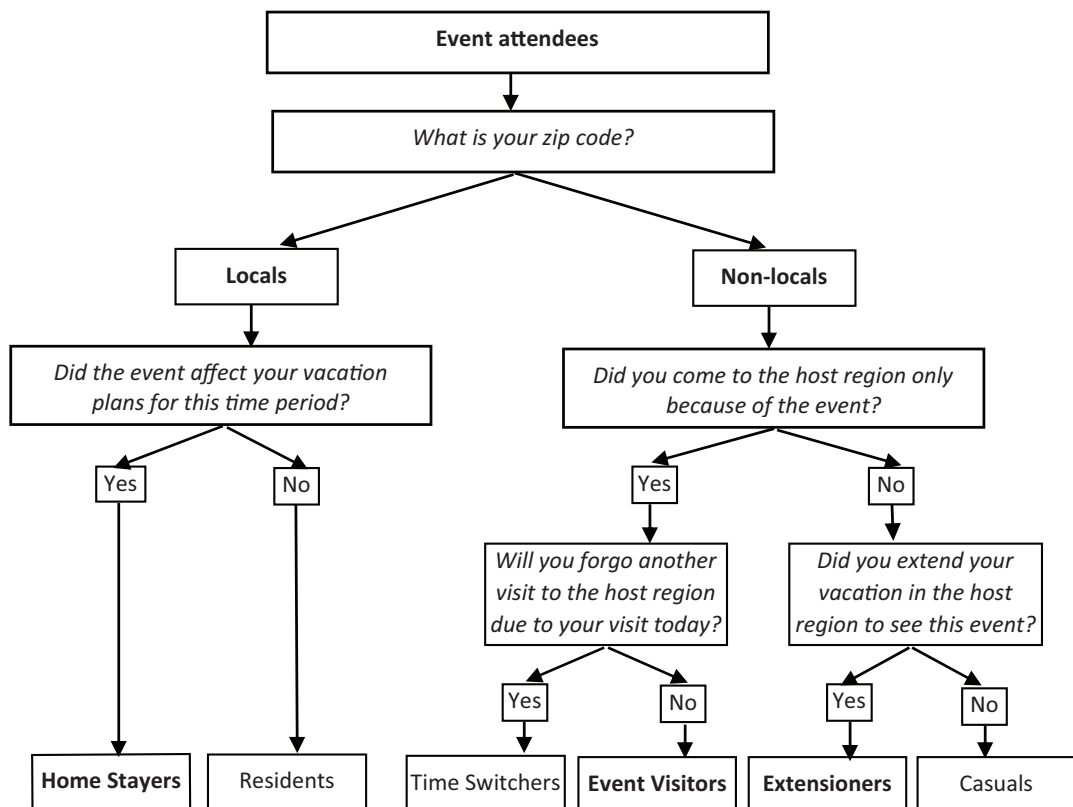 Event attendees
What is your zip code?
Locals
Non-locals
Did the event affect your vacation
plans for this time period?
Did you come to the host region only
because of the event?
Yes
No
Yes
No
Will you forgo another
visit to the host region
due to your visit today?
Did you extend your
vacation in the host
region to see this event?
Yes
No
Yes
No
Home Stayers
Residents
Time Switchers
Event Visitors
Extensioners
Casuals